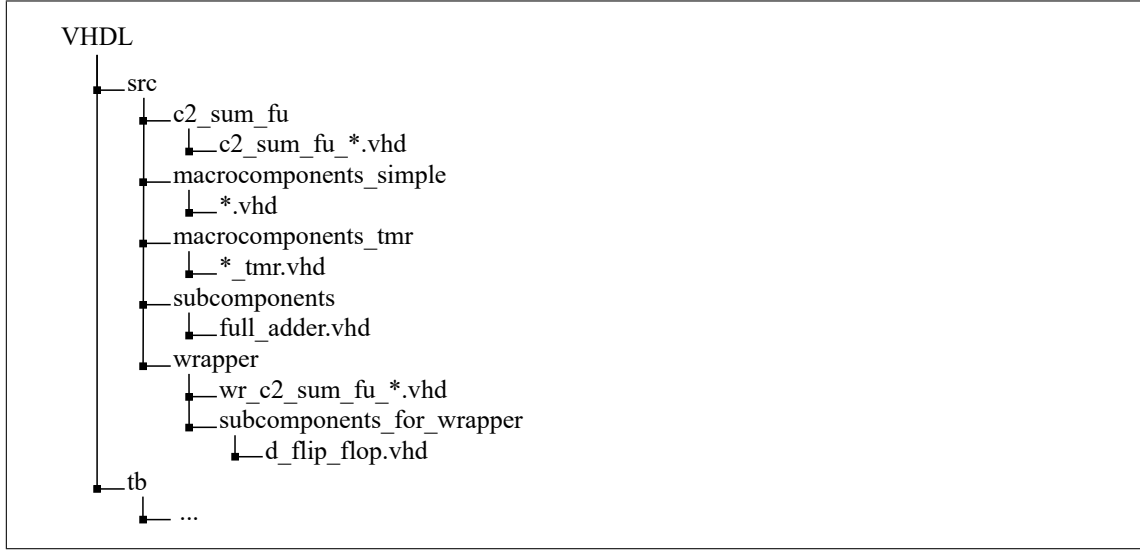 VHDL
src
c2_sum_fu
c2_sum_fu_*.vhd
macrocomponents_simple
*.vhd
macrocomponents_tmr
*_tmr.vhd
subcomponents
full_adder.vhd
wrapper
wr_c2_sum_fu_*.vhd
subcomponents_for_wrapper
d_flip_flop.vhd
tb
...